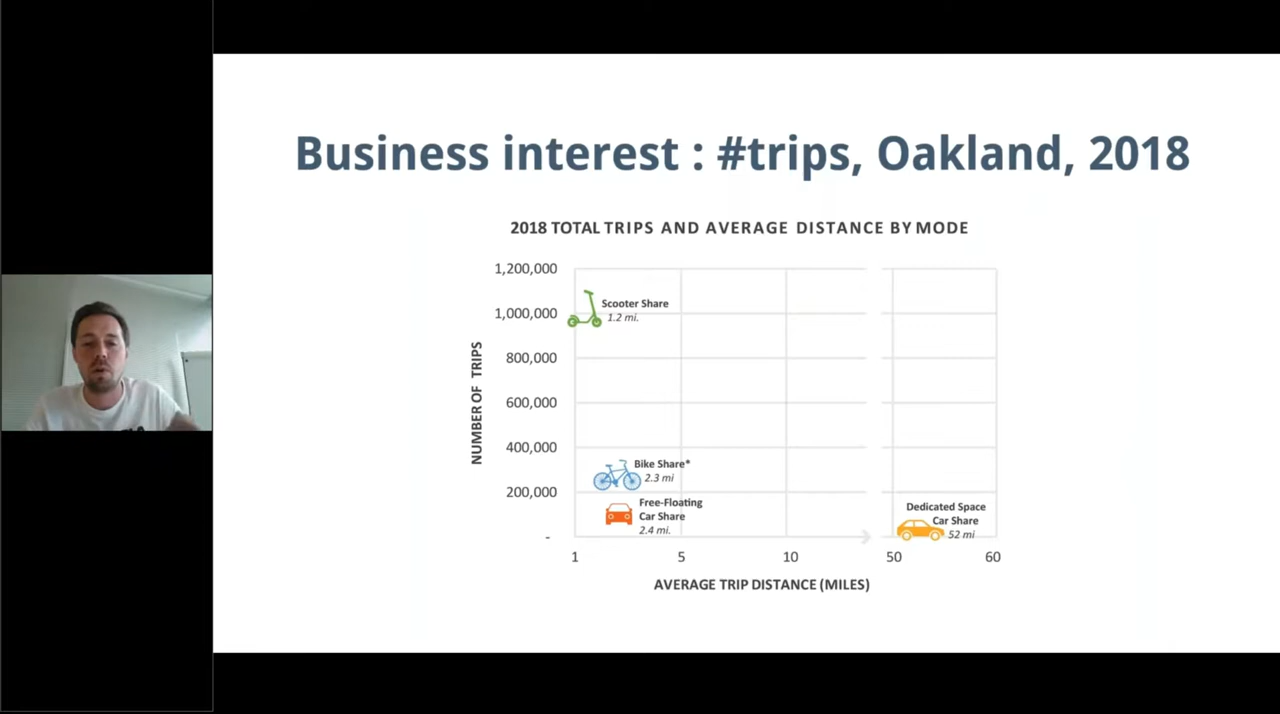 Business interest : #trips, Oakland, 2018
2018 TOTAL TRIPS AND AVERAGE DISTANCE BY MODE
NUMBER OF TRIPS
1,200,000
1,000,000
800,000
600,000
400,000
200,000
-
Scooter Share
1.2 mi.
Bike Share*
2.3 mi
Free-Floating
Car Share
2.4 mi.
Dedicated Space
Car Share
52 mi
1 5 10 50 60
AVERAGE TRIP DISTANCE (MILES)